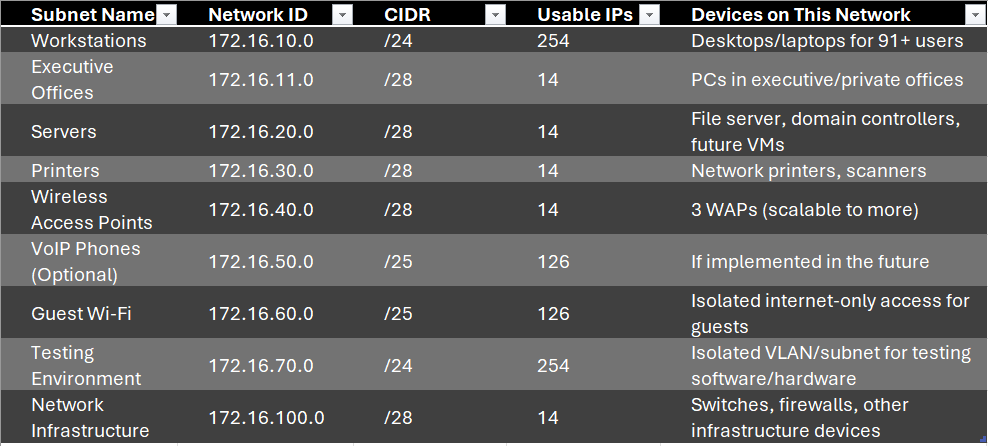 Subnet Name Network ID CIDR Usable IPs Devices on This Network
Workstations 172.16.10.0 /24 254 Desktops/laptops for 91+ users
Executive
Offices 172.16.11.0 /28 14 PCs in executive/private offices
Servers 172.16.20.0 /28 14 File server, domain controllers,
future VMs
Printers 172.16.30.0 /28 14 Network printers, scanners
Wireless
Access Points 172.16.40.0 /28 14 3 WAPs (scalable to more)
VoIP Phones
(Optional) 172.16.50.0 /25 126 If implemented in the future
Guest Wi-Fi 172.16.60.0 /25 126 Isolated internet-only access for
guests
Testing
Environment 172.16.70.0 /24 254 Isolated VLAN/subnet for testing
software/hardware
Network
Infrastructure 172.16.100.0 /28 14 Switches, firewalls, other
infrastructure devices